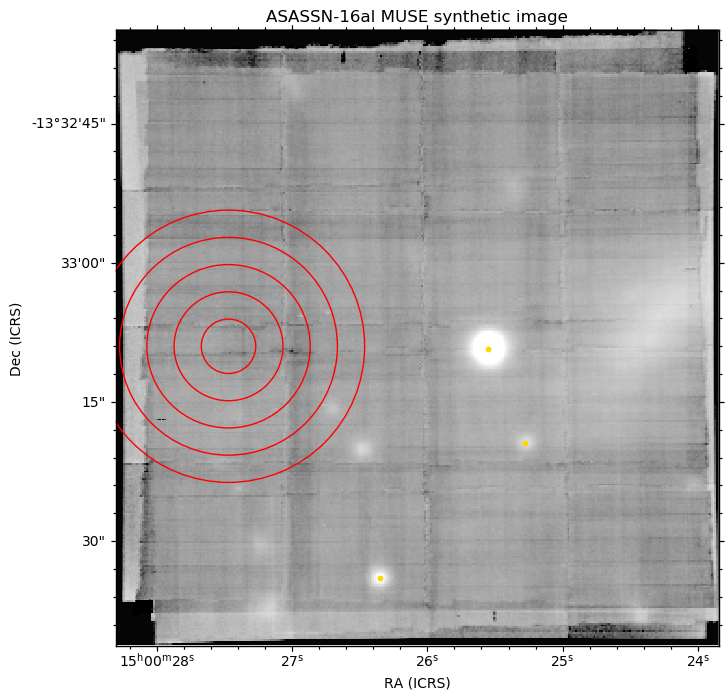 ASASSN-16al MUSE synthetic image
-13°32'45"
33'00"
15"
30"
Dec (ICRS)
15ʰ00ᵐ28ˢ 27ˢ 26ˢ 25ˢ 24ˢ
RA (ICRS)